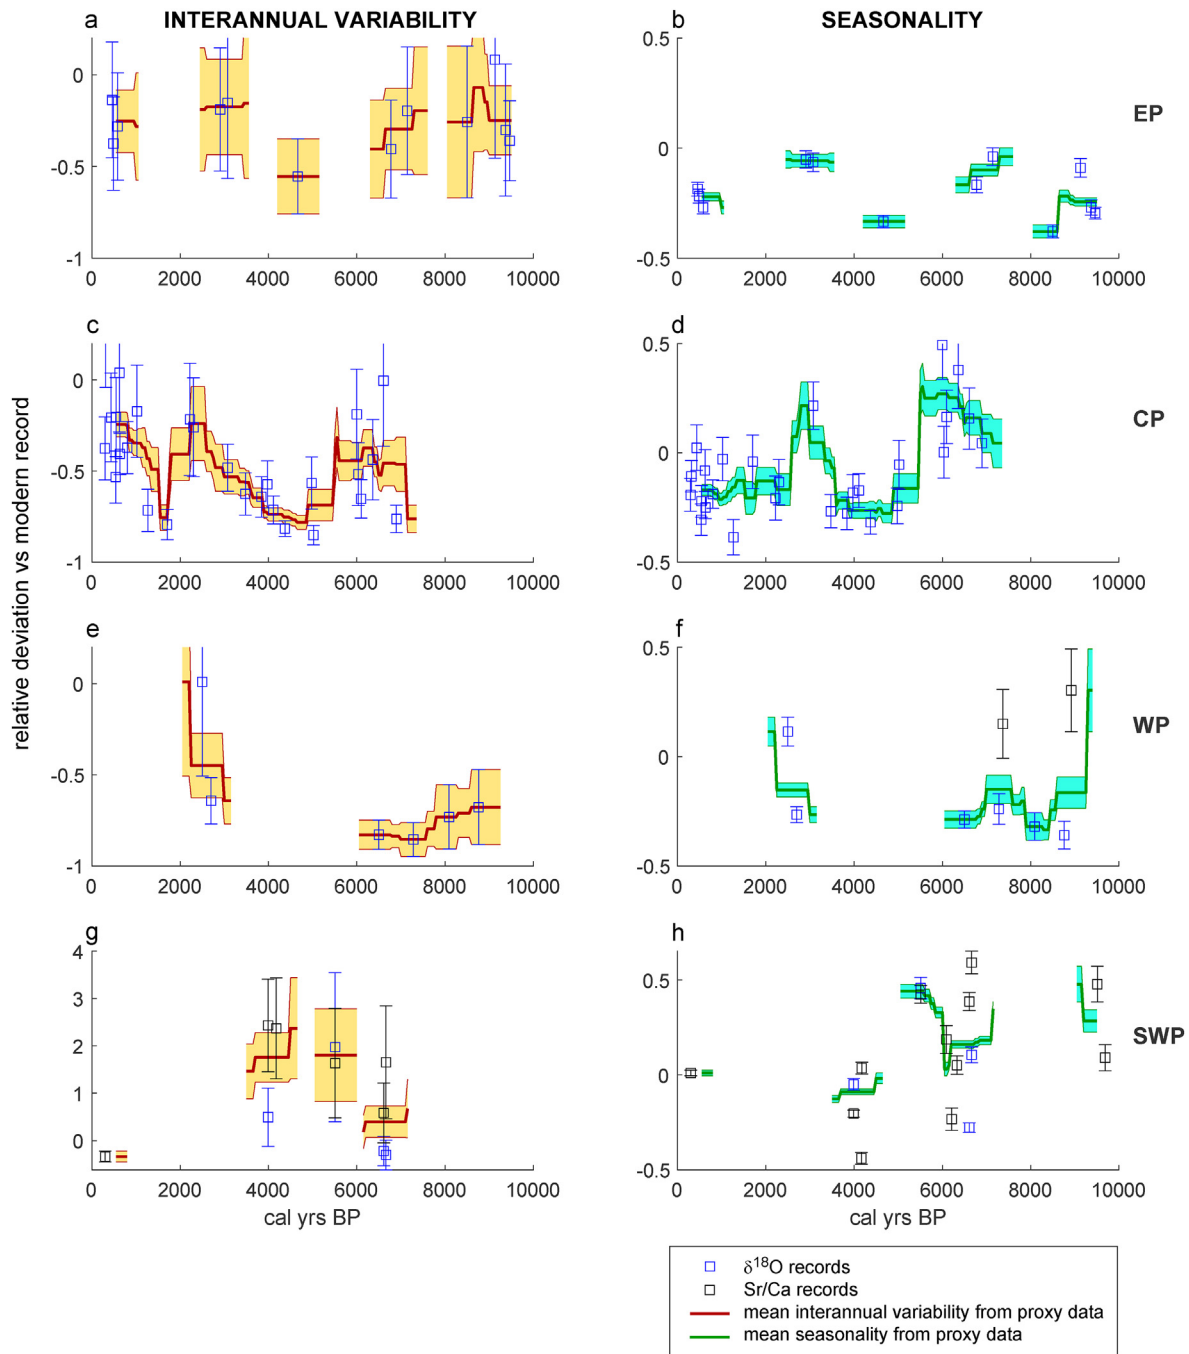 INTERANNUAL VARIABILITY
SEASONALITY
a
0
-0.5
-1
0 2000 4000 6000 8000 10000
b
0.5
0
-0.5
0 2000 4000 6000 8000 10000
EP
c
0
-0.5
-1
0 2000 4000 6000 8000 10000
d
0.5
0
-0.5
0 2000 4000 6000 8000 10000
CP
relative deviation vs modern record
e
0
-0.5
-1
0 2000 4000 6000 8000 10000
f
0.5
0
-0.5
0 2000 4000 6000 8000 10000
WP
g
4
3
2
1
0
0 2000 4000 6000 8000 10000
cal yrs BP
h
0.5
0
-0.5
0 2000 4000 6000 8000 10000
cal yrs BP
SWP
δ¹⁸O records
Sr/Ca records
mean interannual variability from proxy data
mean seasonality from proxy data